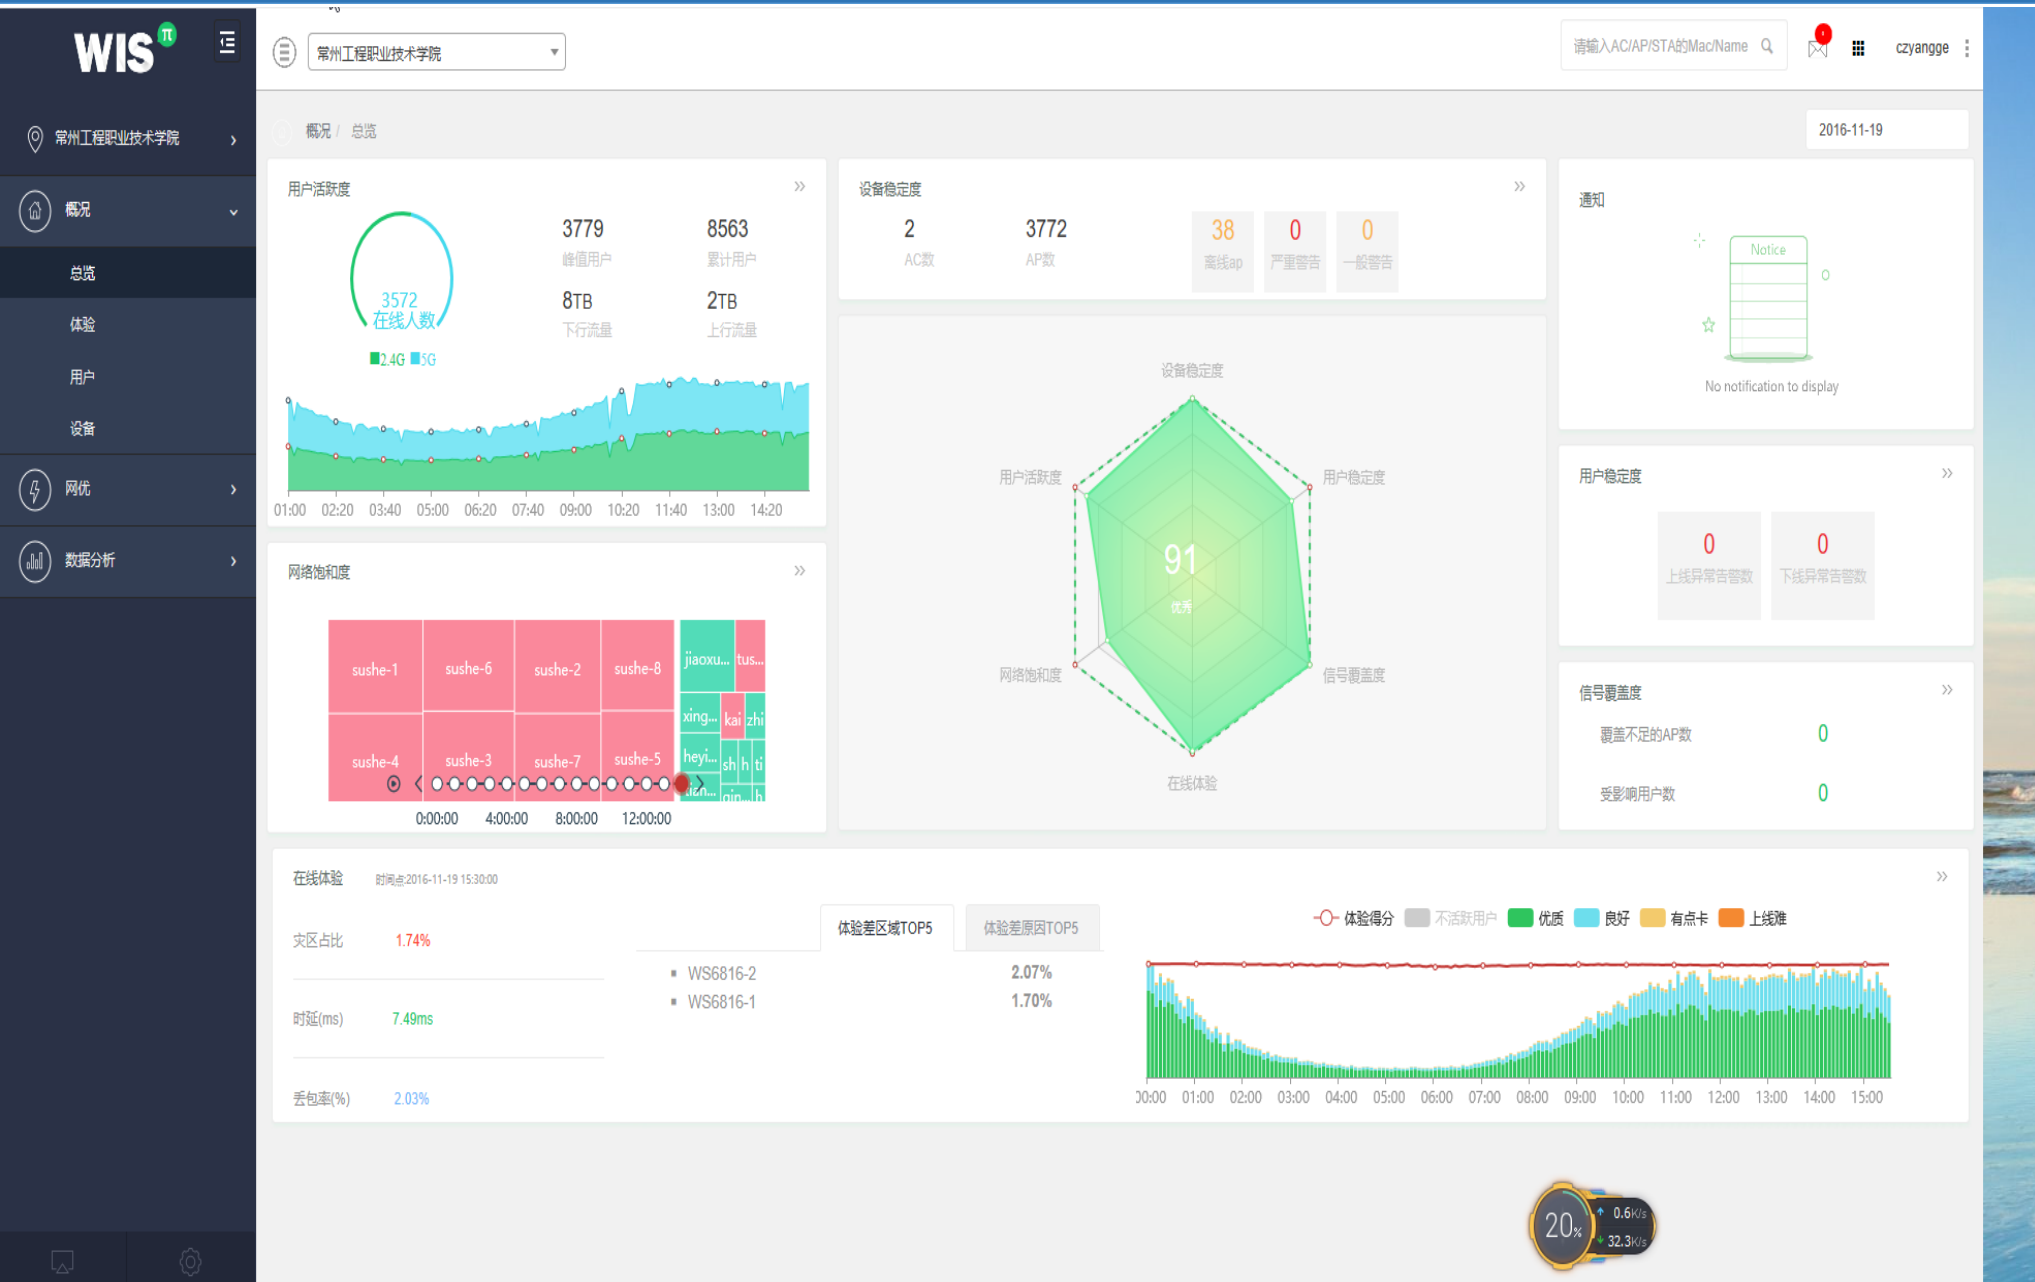 WIS π
常州工程职业技术学院
请输入AC/AP/STA的Mac/Name
czyangge
常州工程职业技术学院
概况
总览
体验
用户
设备
网优
数据分析
概况 / 总览
2016-11-19
用户活跃度
3572
在线人数
2.4G 5G
3779
峰值用户
8563
累计用户
8TB
下行流量
2TB
上行流量
01:00 02:20 03:40 05:00 06:20 07:40 09:00 10:20 11:40 13:00 14:20
设备稳定度
2
AC数
3772
AP数
38
离线ap
0
严重警告
0
一般警告
通知
Notice
No notification to display
设备稳定度
用户活跃度
用户稳定度
91
优秀
网络饱和度
信号覆盖度
在线体验
用户稳定度
0
上线异常告警数
0
下线异常告警数
网络饱和度
sushe-1 sushe-6 sushe-2 sushe-8 jiaoxu... tus...
xing... kai zhi
sushe-4 sushe-3 sushe-7 sushe-5 heyi... sh h ti
0:00:00 4:00:00 8:00:00 12:00:00
信号覆盖度
覆盖不足的AP数 0
受影响用户数 0
在线体验 时间点:2016-11-19 15:30:00
灾区占比 1.74%
时延(ms) 7.49ms
丢包率(%) 2.03%
体验差区域TOP5 体验差原因TOP5
WS6816-2 2.07%
WS6816-1 1.70%
体验得分 不活跃用户 优质 良好 有点卡 上线难
00:00 01:00 02:00 03:00 04:00 05:00 06:00 07:00 08:00 09:00 10:00 11:00 12:00 13:00 14:00 15:00
20%
0.6K/s
32.3K/s